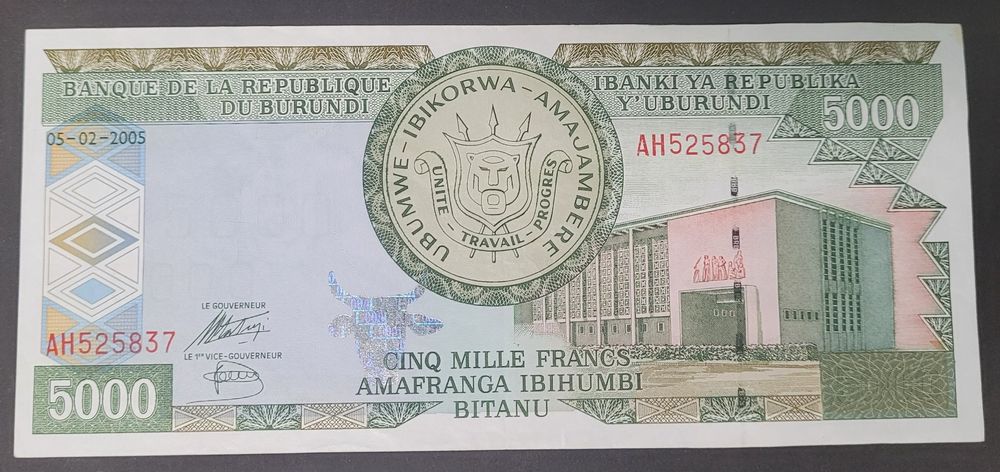 BANQUE DE LA REPUBLIQUE
DU BURUNDI
IBANKI YA REPUBLIKA
Y'UBURUNDI
5000
05-02-2005
AH525837
UBUMWE-IBIKORWA-AMAJAMBERE
UNITE - TRAVAIL - PROGRES
LE GOUVERNEUR
AH525837
LE 1er VICE-GOUVERNEUR
5000
CINQ MILLE FRANCS
AMAFRANGA IBIHUMBI
BITANU